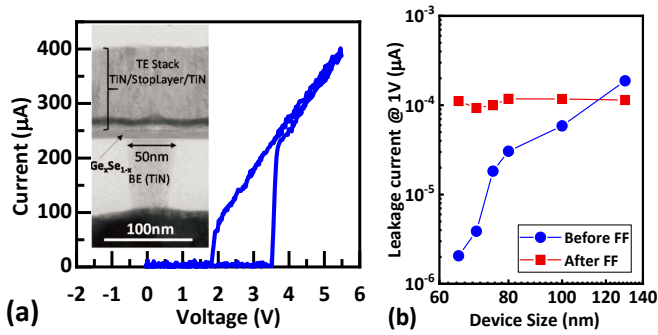 400
300
200
100
0
-2
-1
0
1
2
3
4
5
6
Current (µA)
Voltage (V)
TE Stack
TiN/StopLayer/TiN
GeₓSe₁₋ₓ
50nm
BE (TiN)
100nm
(a)
10⁻³
10⁻⁴
10⁻⁵
10⁻⁶
60
80
100
120
140
Leakage current @ 1V (µA)
Device Size (nm)
Before FF
After FF
(b)